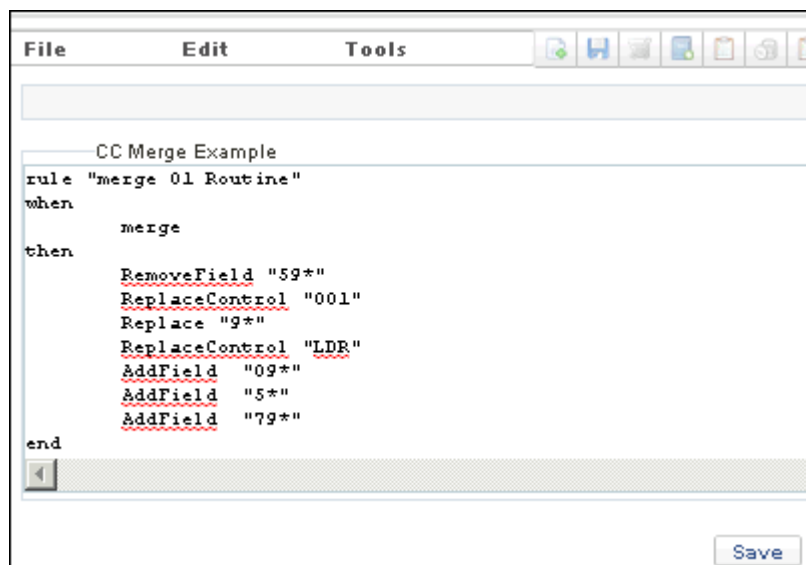 File Edit Tools
CC Merge Example
rule "merge 01 Routine"
when
merge
then
RemoveField "59*"
ReplaceControl "001"
Replace "9*"
ReplaceControl "LDR"
AddField "09*"
AddField "5*"
AddField "79*"
end
Save